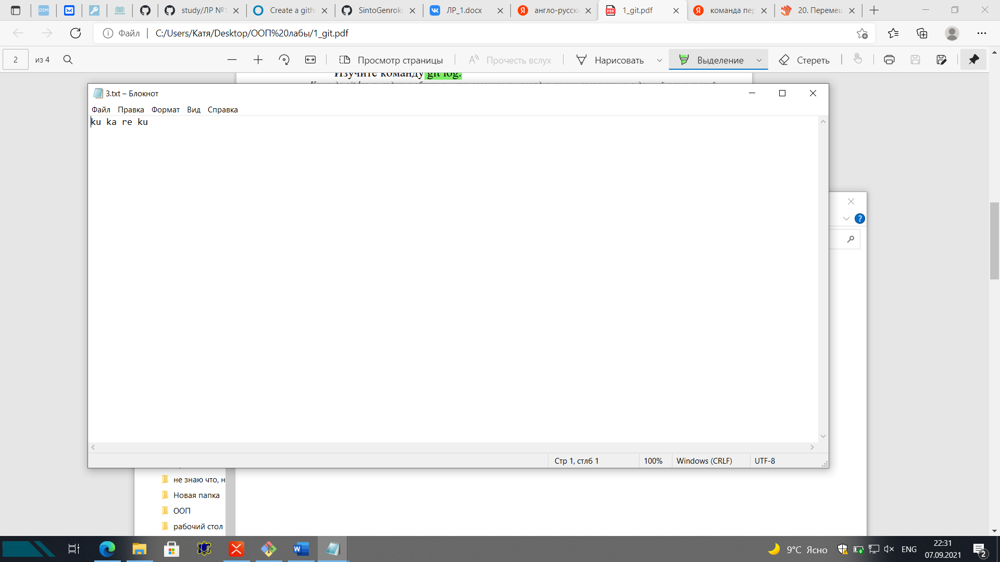 study/ЛР №1
Create a gith
SintoGenroku
ЛР_1.docx
англо-русск
1_git.pdf
команда пер
20. Перемещ
Файл
C:/Users/Катя/Desktop/ООП%20лабы/1_git.pdf
2 из 4
Просмотр страницы
Прочесть вслух
Нарисовать
Выделение
Стереть
Изучите команду git log.
3.txt – Блокнот
Файл Правка Формат Вид Справка
ku ka re ku
Стр 1, стлб 1
100%
Windows (CRLF)
UTF-8
не знаю что, н
Новая папка
ООП
рабочий стол
9°C Ясно
ENG
22:31
07.09.2021
2